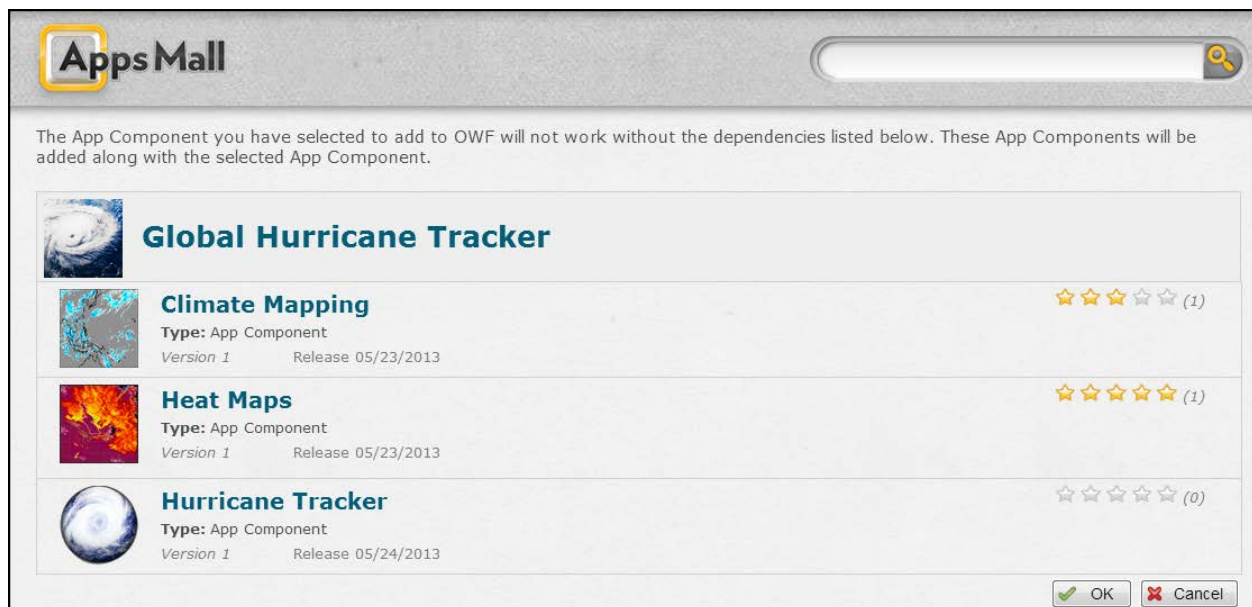 Apps Mall
The App Component you have selected to add to OWF will not work without the dependencies listed below. These App Components will be
added along with the selected App Component.
Global Hurricane Tracker
Climate Mapping
(1)
Type: App Component
Version 1 Release 05/23/2013
Heat Maps
(1)
Type: App Component
Version 1 Release 05/23/2013
Hurricane Tracker
(0)
Type: App Component
Version 1 Release 05/24/2013
OK Cancel